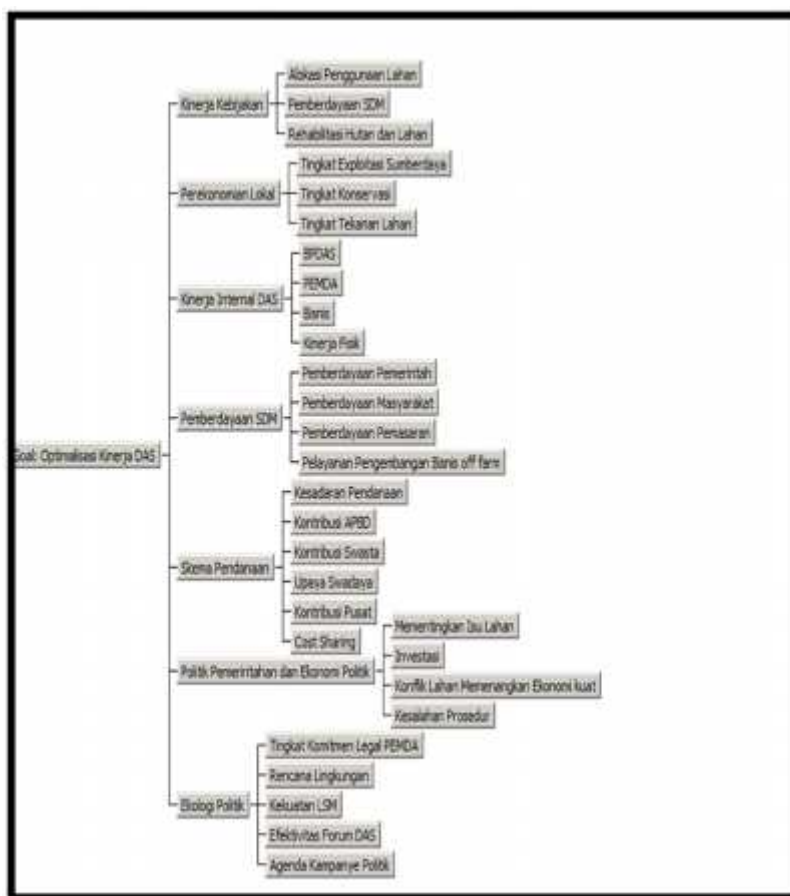 Goal: Optimalisasi Kinerja DAS
Kinerja Kebijakan
Alokasi Penggunaan Lahan
Pemberdayaan SDM
Rehabilitasi Hutan dan Lahan
Perekonomian Lokal
Tingkat Exploitasi Sumberdaya
Tingkat Konservasi
Tingkat Tekanan Lahan
Kinerja Internal DAS
BPDAS
PEMDA
Bisnis
Kinerja Fisik
Pemberdayaan SDM
Pemberdayaan Pemerintah
Pemberdayaan Masyarakat
Pemberdayaan Pemasaran
Pelayanan Pengembangan Bisnis off farm
Skema Pendanaan
Kesadaran Pendanaan
Kontribusi APBD
Kontribusi Swasta
Upaya Swadaya
Kontribusi Pusat
Cost Sharing
Politik Pemerintahan dan Ekonomi Politik
Mementingkan Isu Lahan
Investasi
Konflik Lahan Memenangkan Ekonomi kuat
Kesalahan Prosedur
Ekologi Politik
Tingkat Komitmen Legal PEMDA
Rencana Lingkungan
Kekuatan LSM
Efektivitas Forum DAS
Agenda Kampanye Politik